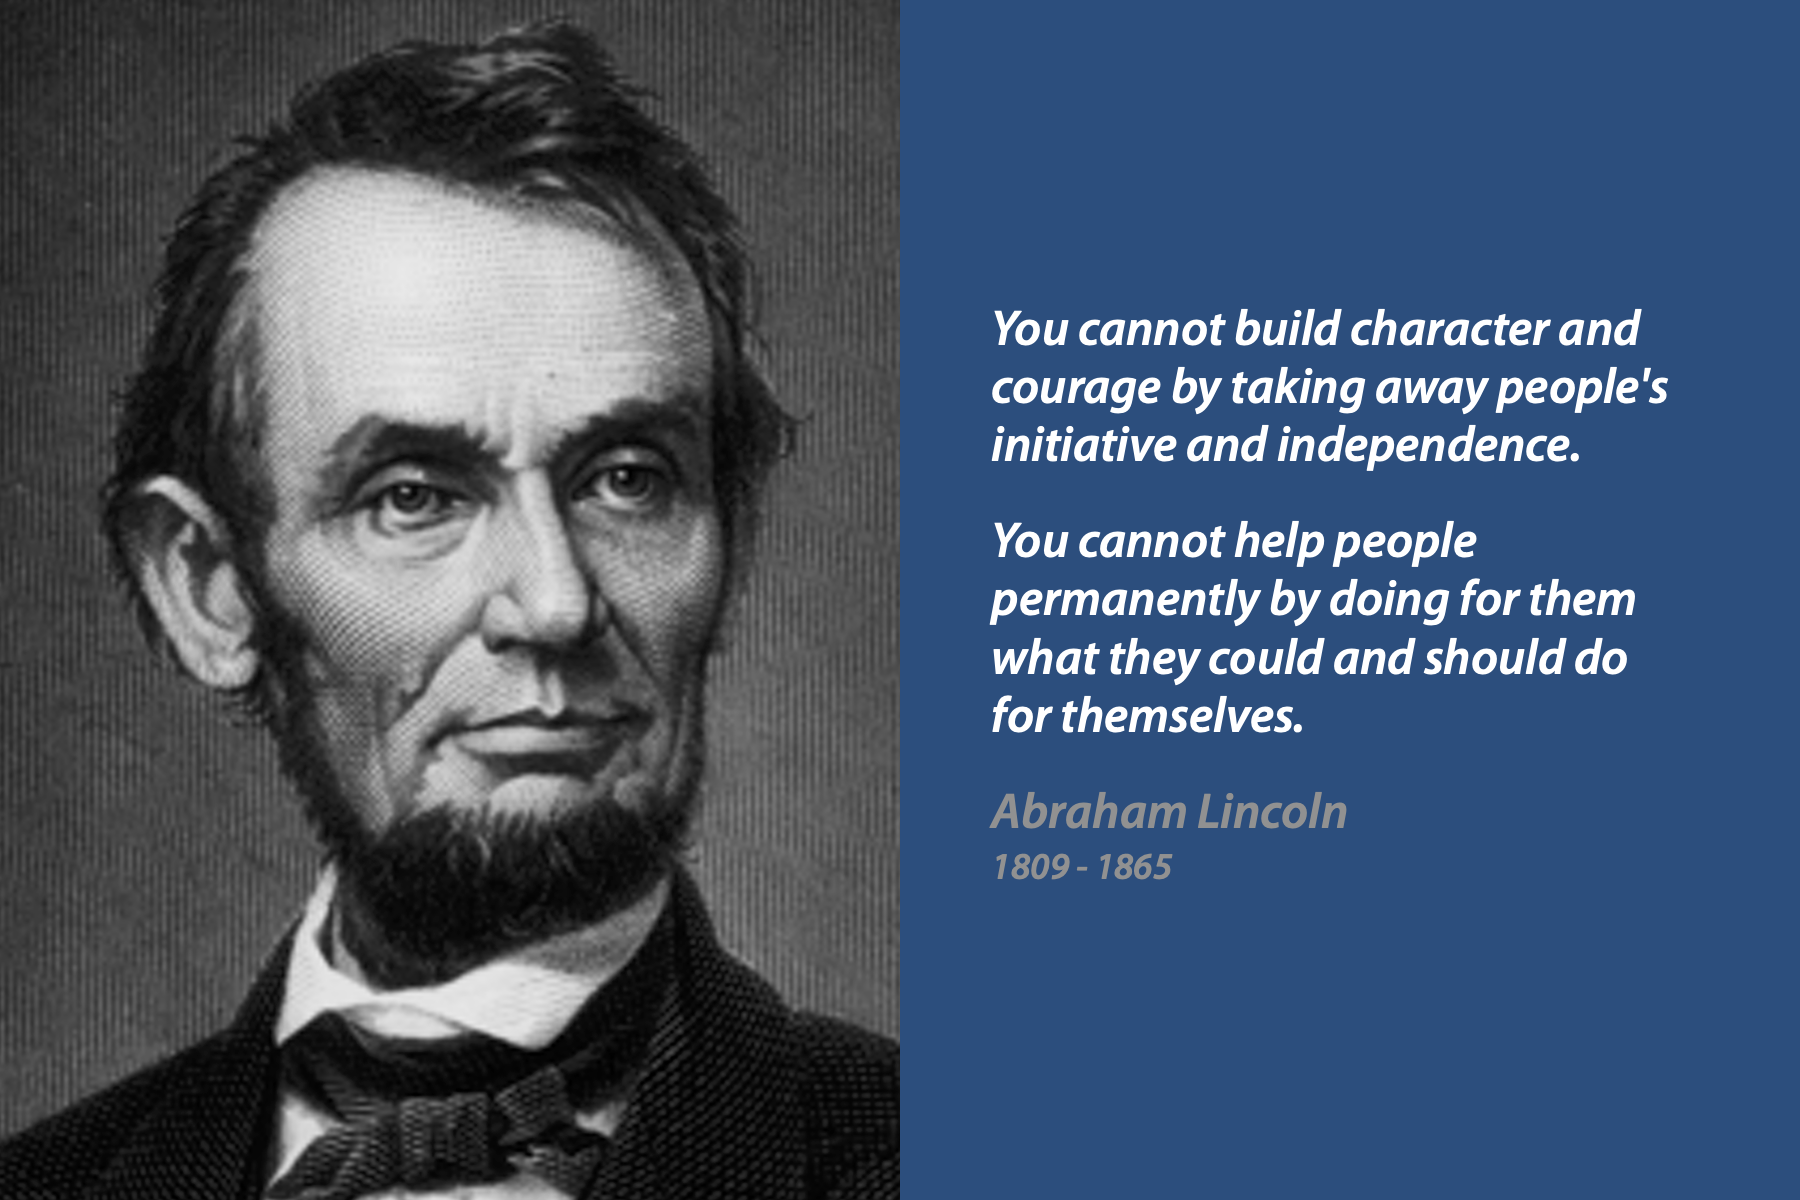 You cannot build character and
courage by taking away people's
initiative and independence.
You cannot help people
permanently by doing for them
what they could and should do
for themselves.
Abraham Lincoln
1809 - 1865